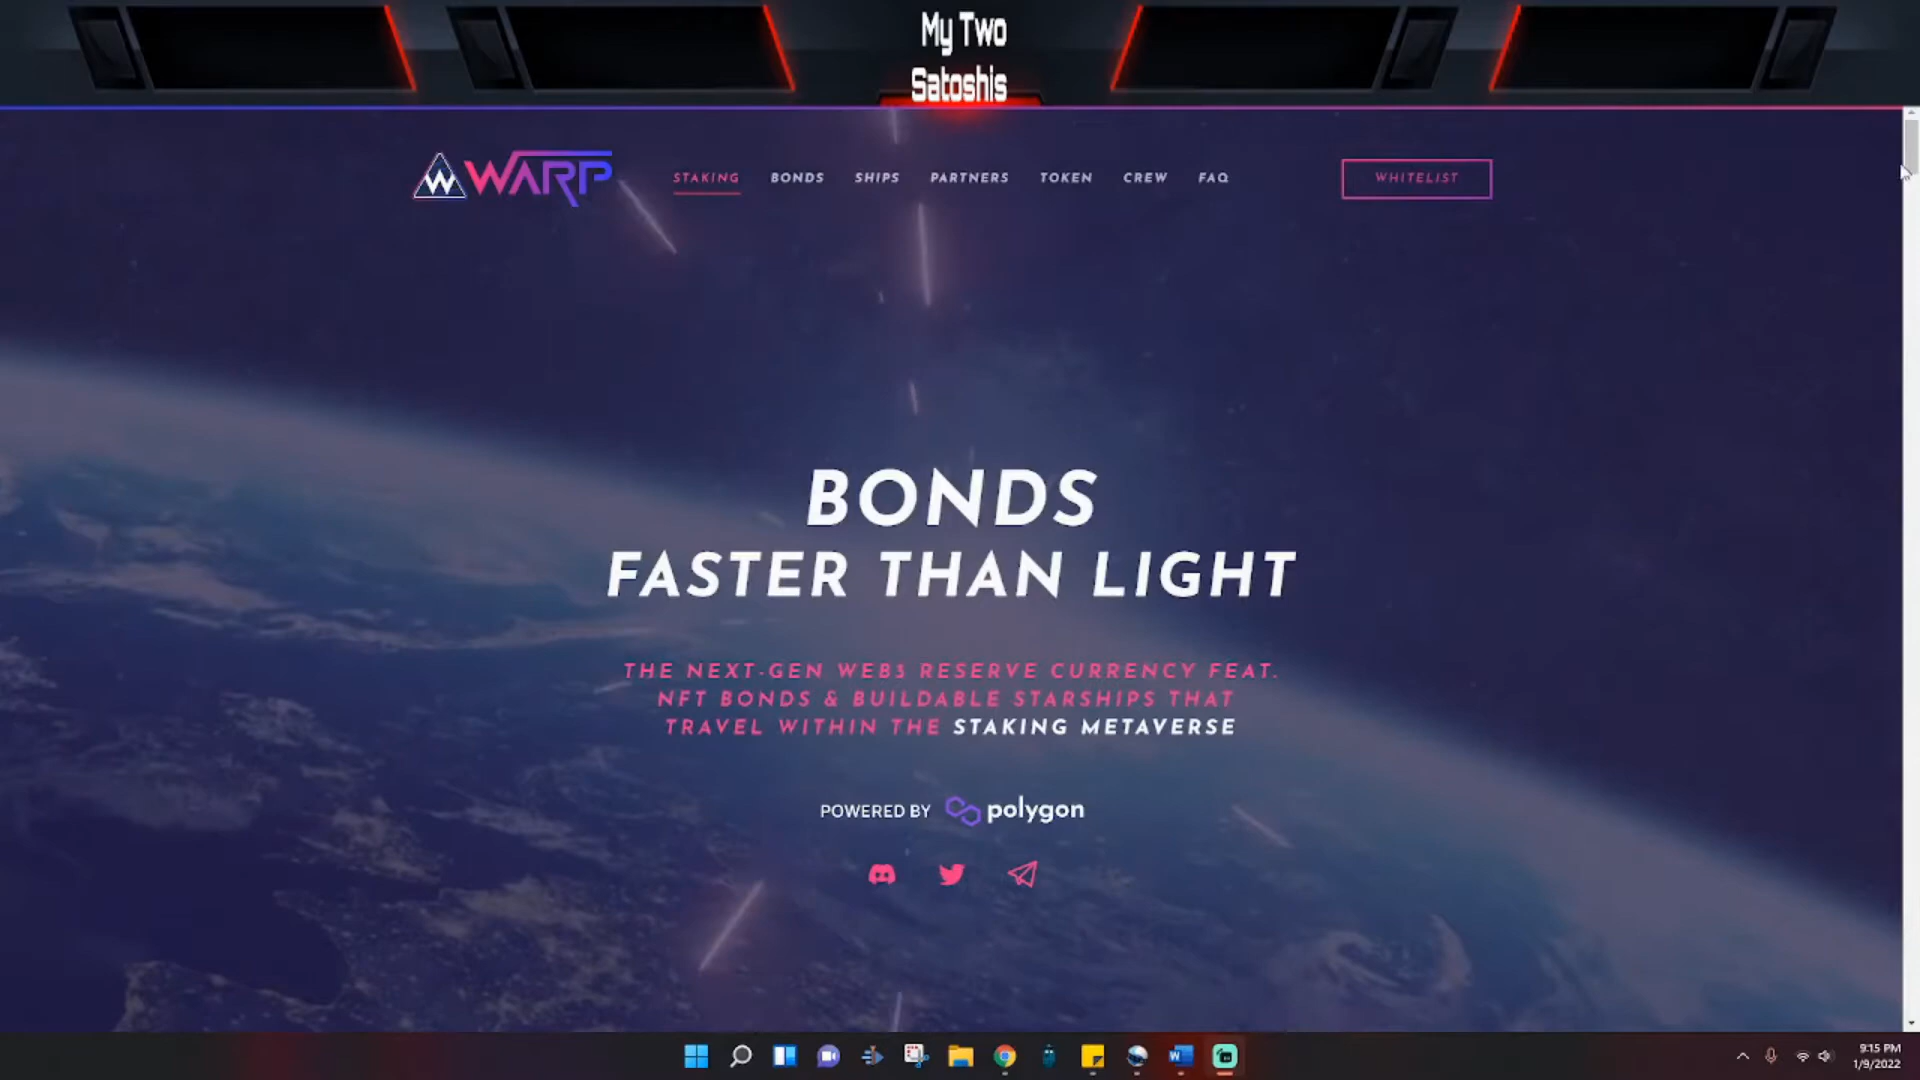 My Two
Satoshis
W WARP
STAKING BONDS SHIPS PARTNERS TOKEN CREW FAQ WHITELIST
BONDS
FASTER THAN LIGHT
THE NEXT-GEN WEB3 RESERVE CURRENCY FEAT.
NFT BONDS & BUILDABLE STARSHIPS THAT
TRAVEL WITHIN THE STAKING METAVERSE
POWERED BY polygon
9:15 PM
1/9/2022